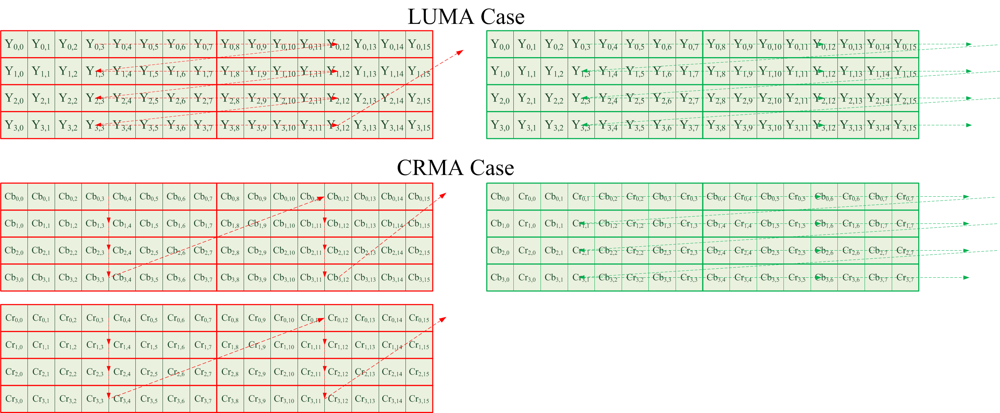 LUMA Case
Y0,0 Y0,1 Y0,2 Y0,3 Y0,4 Y0,5 Y0,6 Y0,7 Y0,8 Y0,9 Y0,10 Y0,11 Y0,12 Y0,13 Y0,14 Y0,15
Y1,0 Y1,1 Y1,2 Y1,3 Y1,4 Y1,5 Y1,6 Y1,7 Y1,8 Y1,9 Y1,10 Y1,11 Y1,12 Y1,13 Y1,14 Y1,15
Y2,0 Y2,1 Y2,2 Y2,3 Y2,4 Y2,5 Y2,6 Y2,7 Y2,8 Y2,9 Y2,10 Y2,11 Y2,12 Y2,13 Y2,14 Y2,15
Y3,0 Y3,1 Y3,2 Y3,3 Y3,4 Y3,5 Y3,6 Y3,7 Y3,8 Y3,9 Y3,10 Y3,11 Y3,12 Y3,13 Y3,14 Y3,15
Y0,0 Y0,1 Y0,2 Y0,3 Y0,4 Y0,5 Y0,6 Y0,7 Y0,8 Y0,9 Y0,10 Y0,11 Y0,12 Y0,13 Y0,14 Y0,15
Y1,0 Y1,1 Y1,2 Y1,3 Y1,4 Y1,5 Y1,6 Y1,7 Y1,8 Y1,9 Y1,10 Y1,11 Y1,12 Y1,13 Y1,14 Y1,15
Y2,0 Y2,1 Y2,2 Y2,3 Y2,4 Y2,5 Y2,6 Y2,7 Y2,8 Y2,9 Y2,10 Y2,11 Y2,12 Y2,13 Y2,14 Y2,15
Y3,0 Y3,1 Y3,2 Y3,3 Y3,4 Y3,5 Y3,6 Y3,7 Y3,8 Y3,9 Y3,10 Y3,11 Y3,12 Y3,13 Y3,14 Y3,15
CRMA Case
Cb0,0 Cb0,1 Cb0,2 Cb0,3 Cb0,4 Cb0,5 Cb0,6 Cb0,7 Cb0,8 Cb0,9 Cb0,10 Cb0,11 Cb0,12 Cb0,13 Cb0,14 Cb0,15
Cb1,0 Cb1,1 Cb1,2 Cb1,3 Cb1,4 Cb1,5 Cb1,6 Cb1,7 Cb1,8 Cb1,9 Cb1,10 Cb1,11 Cb1,12 Cb1,13 Cb1,14 Cb1,15
Cb2,0 Cb2,1 Cb2,2 Cb2,3 Cb2,4 Cb2,5 Cb2,6 Cb2,7 Cb2,8 Cb2,9 Cb2,10 Cb2,11 Cb2,12 Cb2,13 Cb2,14 Cb2,15
Cb3,0 Cb3,1 Cb3,2 Cb3,3 Cb3,4 Cb3,5 Cb3,6 Cb3,7 Cb3,8 Cb3,9 Cb3,10 Cb3,11 Cb3,12 Cb3,13 Cb3,14 Cb3,15
Cb0,0 Cr0,0 Cb0,1 Cr0,1 Cb0,2 Cr0,2 Cb0,3 Cr0,3 Cb0,4 Cr0,4 Cb0,5 Cr0,5 Cb0,6 Cr0,6 Cb0,7 Cr0,7
Cb1,0 Cr1,0 Cb1,1 Cr1,1 Cb1,2 Cr1,2 Cb1,3 Cr1,3 Cb1,4 Cr1,4 Cb1,5 Cr1,5 Cb1,6 Cr1,6 Cb1,7 Cr1,7
Cb2,0 Cr2,0 Cb2,1 Cr2,1 Cb2,2 Cr2,2 Cb2,3 Cr2,3 Cb2,4 Cr2,4 Cb2,5 Cr2,5 Cb2,6 Cr2,6 Cb2,7 Cr2,7
Cb3,0 Cr3,0 Cb3,1 Cr3,1 Cb3,2 Cr3,2 Cb3,3 Cr3,3 Cb3,4 Cr3,4 Cb3,5 Cr3,5 Cb3,6 Cr3,6 Cb3,7 Cr3,7
Cr0,0 Cr0,1 Cr0,2 Cr0,3 Cr0,4 Cr0,5 Cr0,6 Cr0,7 Cr0,8 Cr0,9 Cr0,10 Cr0,11 Cr0,12 Cr0,13 Cr0,14 Cr0,15
Cr1,0 Cr1,1 Cr1,2 Cr1,3 Cr1,4 Cr1,5 Cr1,6 Cr1,7 Cr1,8 Cr1,9 Cr1,10 Cr1,11 Cr1,12 Cr1,13 Cr1,14 Cr1,15
Cr2,0 Cr2,1 Cr2,2 Cr2,3 Cr2,4 Cr2,5 Cr2,6 Cr2,7 Cr2,8 Cr2,9 Cr2,10 Cr2,11 Cr2,12 Cr2,13 Cr2,14 Cr2,15
Cr3,0 Cr3,1 Cr3,2 Cr3,3 Cr3,4 Cr3,5 Cr3,6 Cr3,7 Cr3,8 Cr3,9 Cr3,10 Cr3,11 Cr3,12 Cr3,13 Cr3,14 Cr3,15